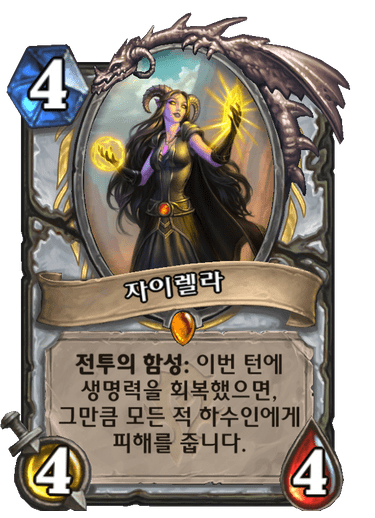 4
자이렐라
전투의 함성: 이번 턴에
생명력을 회복했으면,
그만큼 모든 적 하수인에게
피해를 줍니다.
4
4